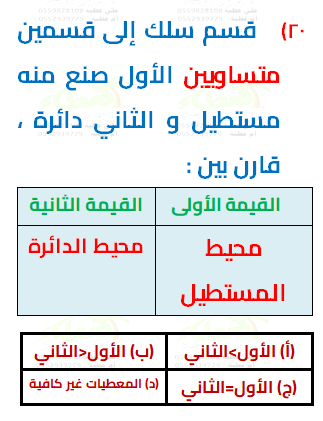 ٢٠) قسم سلك إلى قسمين
متساويين الأول صنع منه
مستطيل و الثاني دائرة ،
قارن بين :
القيمة الأولى القيمة الثانية
محيط المستطيل محيط الدائرة
(أ) الأول>الثاني (ب) الأول<الثاني
(ج) الأول=الثاني (د) المعطيات غير كافية